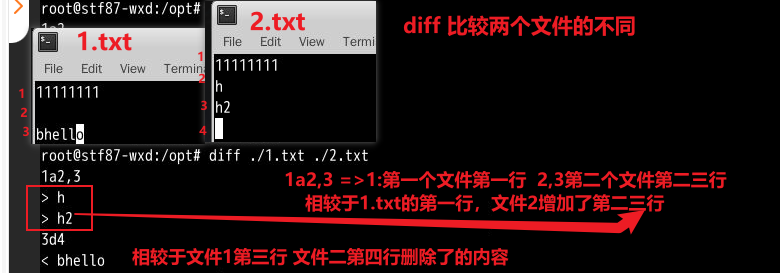 root@stf87-wxd:/opt#
diff 比较两个文件的不同
1.txt
File Edit View Termina
1 11111111
2
3 bhello
2.txt
File Edit View Termin
1 11111111
2 h
3 h2
4
root@stf87-wxd:/opt# diff ./1.txt ./2.txt
1a2,3
> h
> h2
3d4
< bhello
1a2,3 =>1:第一个文件第一行 2,3第二个文件第二三行
相较于1.txt的第一行，文件2增加了第二三行
相较于文件1第三行 文件二第四行删除了的内容